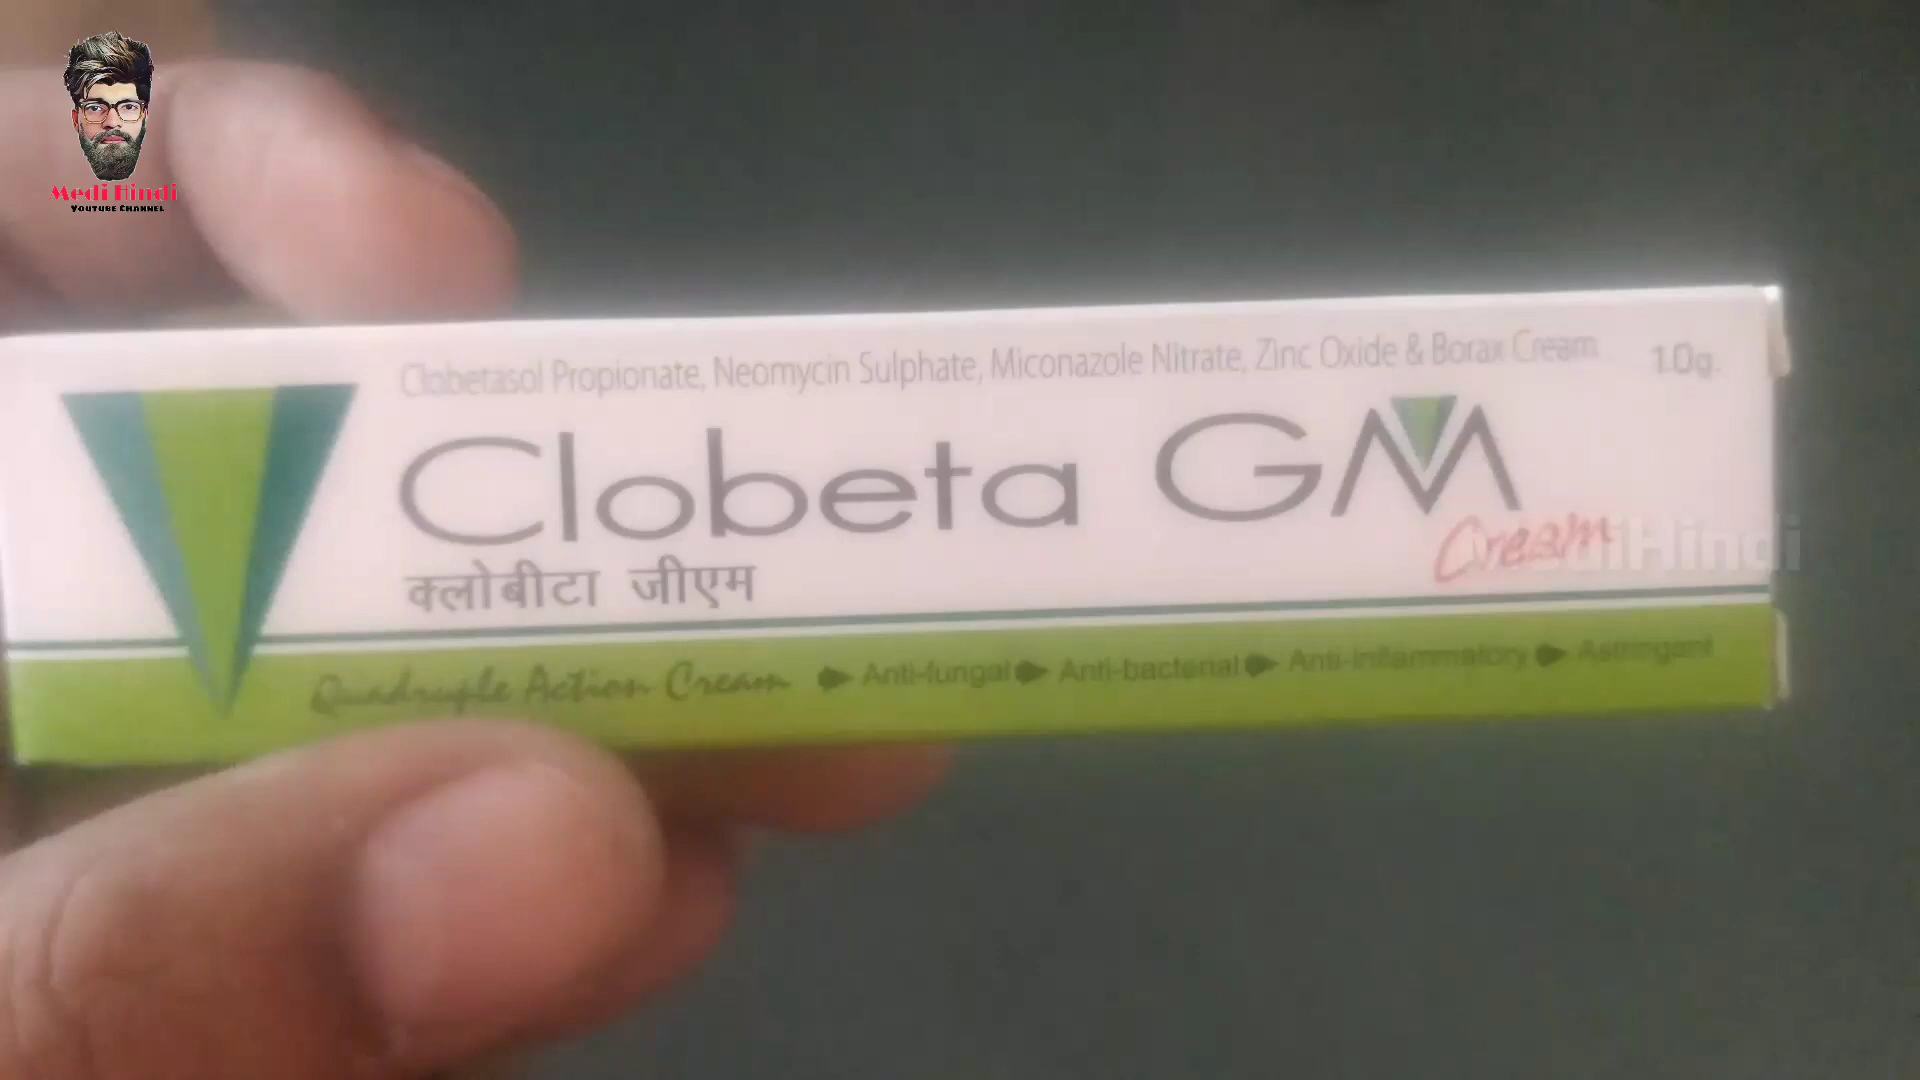 Medi Hindi
YouTube Channel
Clobetasol Propionate, Neomycin Sulphate, Miconazole Nitrate, Zinc Oxide & Borax Cream 10g.
Clobeta GM
Cream
MediHindi
क्लोबीटा जीएम
Quadruple Action Cream Anti-fungal Anti-bacterial Anti-inflammatory Astringent